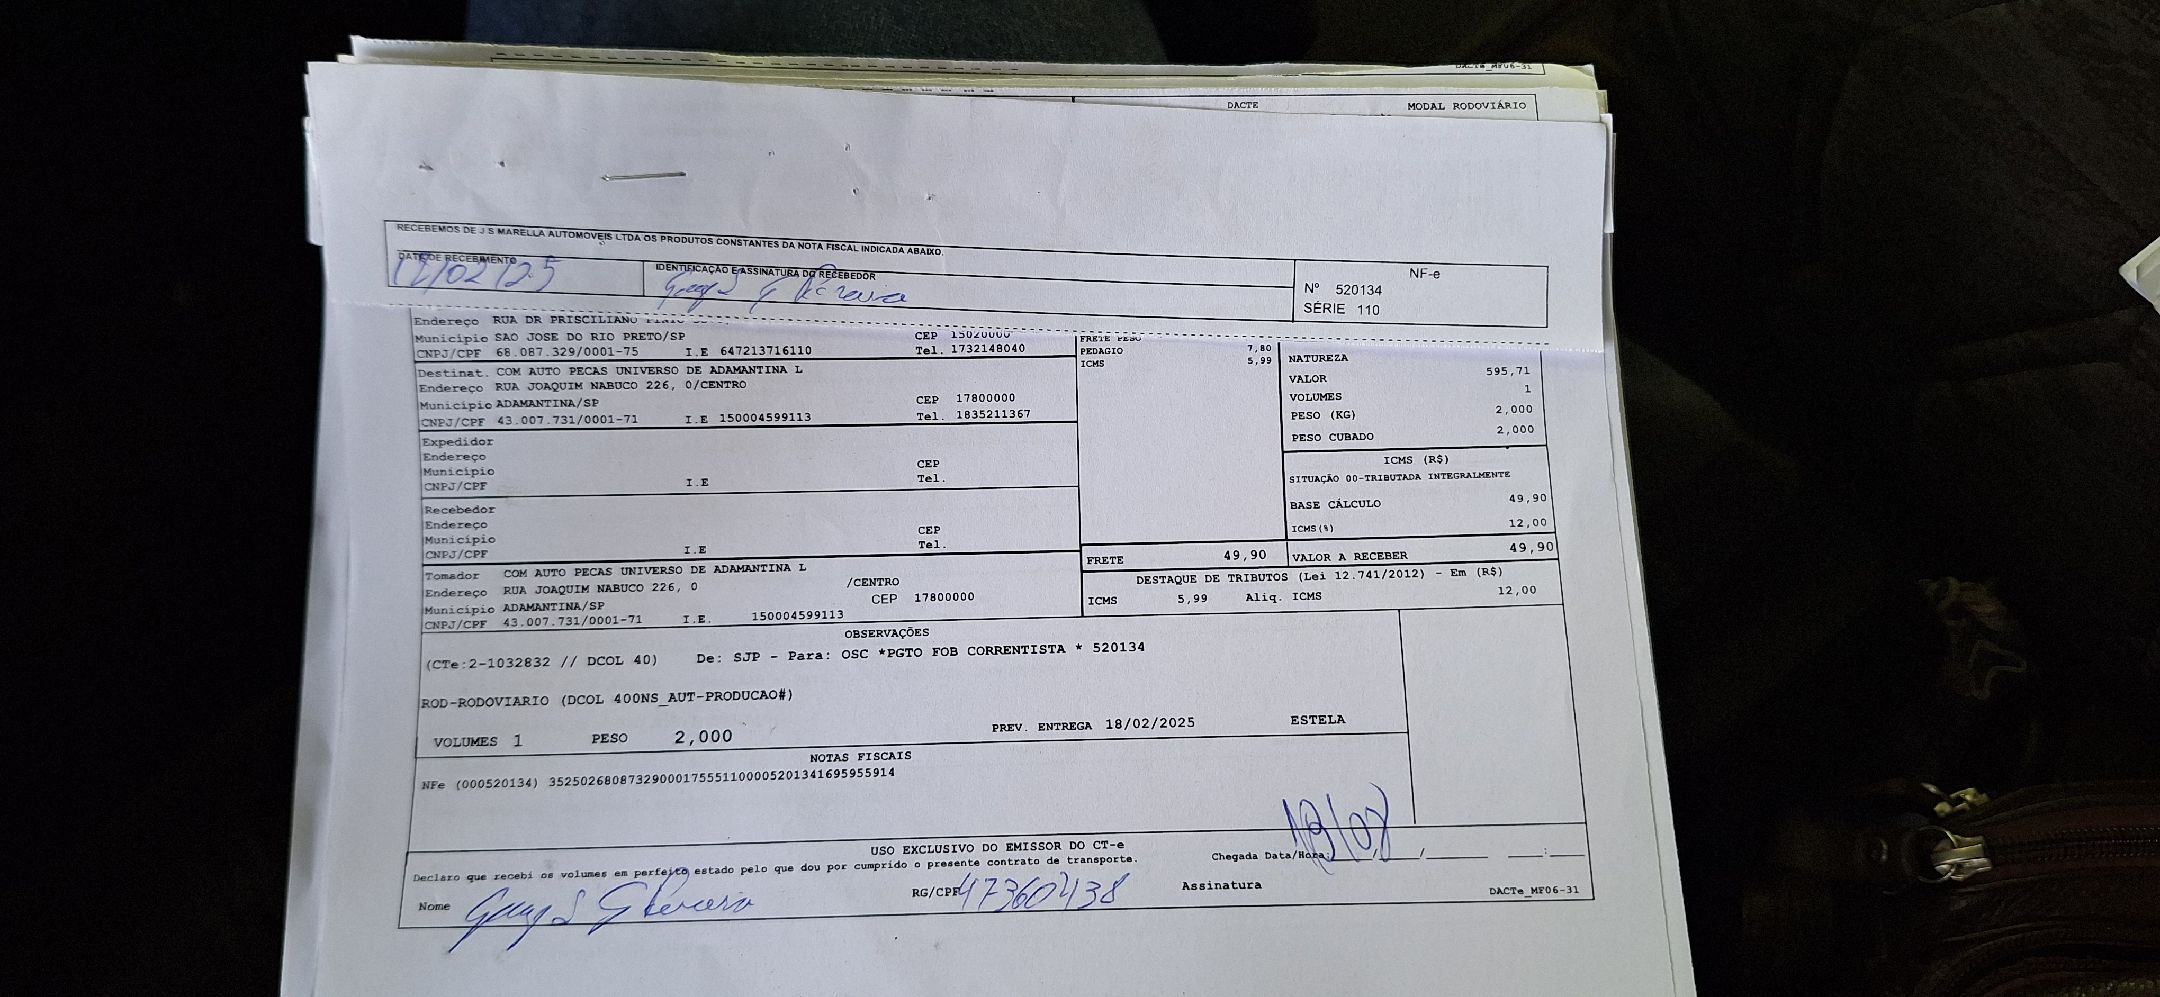 DACTe_MF06-31
DACTE MODAL RODOVIÁRIO
RECEBEMOS DE J S MARELLA AUTOMOVEIS LTDA OS PRODUTOS CONSTANTES DA NOTA FISCAL INDICADA ABAIXO.
DATA DE RECEBIMENTO IDENTIFICAÇÃO E ASSINATURA DO RECEBEDOR NF-e
Nº 520134
SÉRIE 110
Endereço RUA DR PRISCILIANO
Município SAO JOSE DO RIO PRETO/SP CEP 15020000 FRETE PESO
CNPJ/CPF 68.087.329/0001-75 I.E 647213716110 Tel. 1732148040 PEDAGIO 7,80 NATUREZA
ICMS 5,99
Destinat. COM AUTO PECAS UNIVERSO DE ADAMANTINA L VALOR 595,71
Endereço RUA JOAQUIM NABUCO 226, 0/CENTRO VOLUMES 1
Município ADAMANTINA/SP CEP 17800000 PESO (KG) 2,000
CNPJ/CPF 43.007.731/0001-71 I.E 150004599113 Tel. 1835211367 PESO CUBADO 2,000
Expedidor
Endereço ICMS (R$)
Município CEP SITUAÇÃO 00-TRIBUTADA INTEGRALMENTE
CNPJ/CPF I.E Tel.
Recebedor BASE CÁLCULO 49,90
Endereço ICMS(%) 12,00
Município CEP
CNPJ/CPF I.E Tel.
FRETE 49,90 VALOR A RECEBER 49,90
Tomador COM AUTO PECAS UNIVERSO DE ADAMANTINA L DESTAQUE DE TRIBUTOS (Lei 12.741/2012) - Em (R$)
Endereço RUA JOAQUIM NABUCO 226, 0 /CENTRO
Município ADAMANTINA/SP CEP 17800000 ICMS 5,99 Aliq. ICMS 12,00
CNPJ/CPF 43.007.731/0001-71 I.E. 150004599113
OBSERVAÇÕES
(CTe:2-1032832 // DCOL 40) De: SJP - Para: OSC *PGTO FOB CORRENTISTA * 520134
ROD-RODOVIARIO (DCOL 400NS_AUT-PRODUCAO#)
VOLUMES 1 PESO 2,000 PREV. ENTREGA 18/02/2025 ESTELA
NOTAS FISCAIS
NFe (000520134) 35250268087329000175551100005201341695955914
USO EXCLUSIVO DO EMISSOR DO CT-e
Declaro que recebi os volumes em perfeito estado pelo que dou por cumprido o presente contrato de transporte. Chegada Data/Hora:
Nome RG/CPF 47360438 Assinatura DACTe_MF06-31